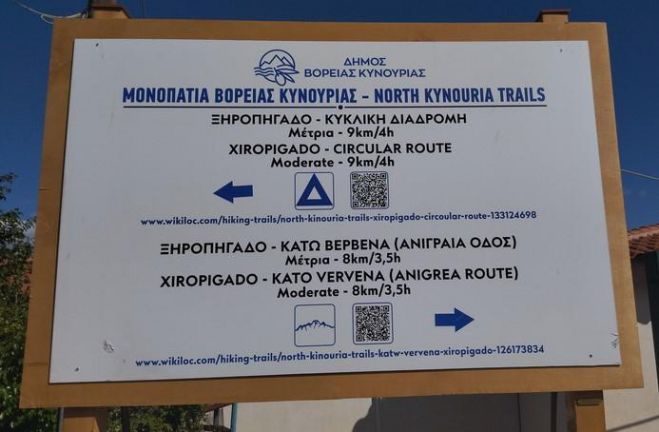 ΔΗΜΟΣ
ΒΟΡΕΙΑΣ ΚΥΝΟΥΡΙΑΣ
ΜΟΝΟΠΑΤΙΑ ΒΟΡΕΙΑΣ ΚΥΝΟΥΡΙΑΣ – NORTH KYNOURIA TRAILS
ΞΗΡΟΠΗΓΑΔΟ - ΚΥΚΛΙΚΗ ΔΙΑΔΡΟΜΗ
Μέτρια - 9km/4h
XIROPIGADO - CIRCULAR ROUTE
Moderate - 9km/4h
www.wikiloc.com/hiking-trails/north-kinouria-trails-xiropigado-circoular-route-133124698
ΞΗΡΟΠΗΓΑΔΟ - ΚΑΤΩ ΒΕΡΒΕΝΑ (ΑΝΙΓΡΑΙΑ ΟΔΟΣ)
Μέτρια - 8km/3,5h
XIROPIGADO - KATO VERVENA (ANIGREA ROUTE)
Moderate - 8km/3,5h
www.wikiloc.com/hiking-trails/north-kinouria-trails-katw-vervena-xiropigado-126173834